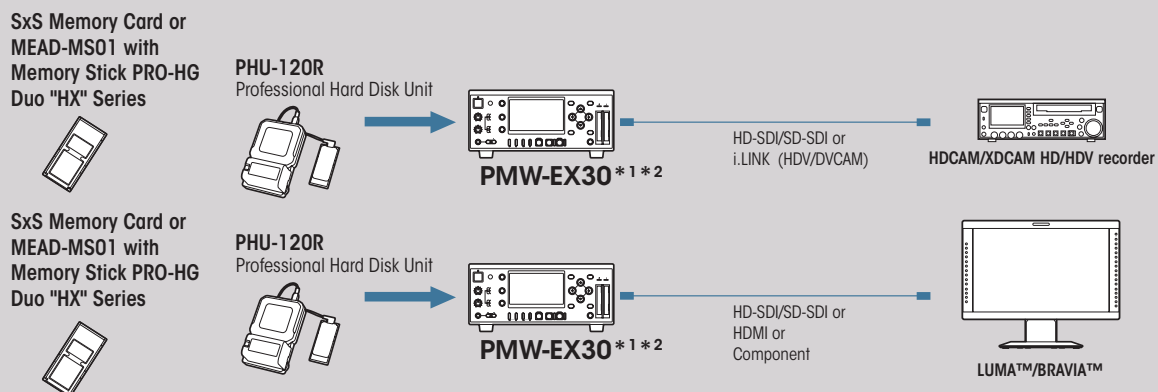 SxS Memory Card or
MEAD-MS01 with
Memory Stick PRO-HG
Duo "HX" Series
PHU-120R
Professional Hard Disk Unit
PMW-EX30*1*2
HD-SDI/SD-SDI or
i.LINK (HDV/DVCAM)
HDCAM/XDCAM HD/HDV recorder
SxS Memory Card or
MEAD-MS01 with
Memory Stick PRO-HG
Duo "HX" Series
PHU-120R
Professional Hard Disk Unit
PMW-EX30*1*2
HD-SDI/SD-SDI or
HDMI or
Component
LUMA™/BRAVIA™